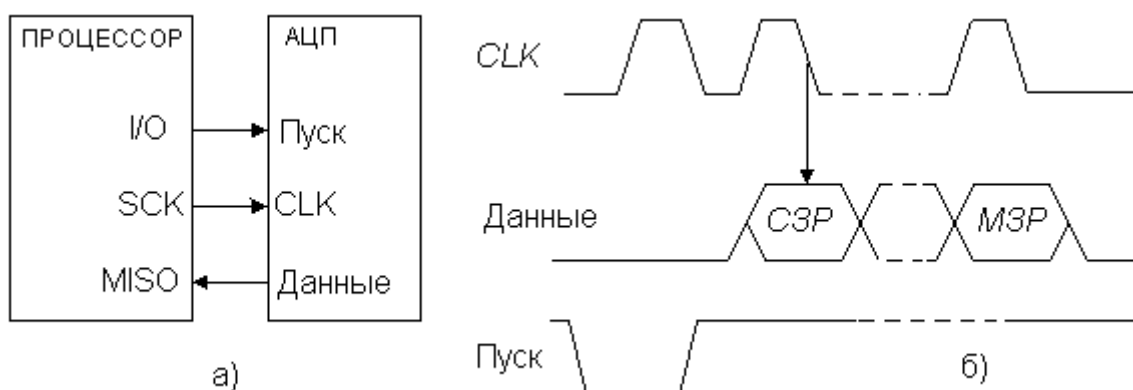 ПРОЦЕССОР
I/O
SCK
MISO
АЦП
Пуск
CLK
Данные
а)
CLK
Данные
СЗР
МЗР
Пуск
б)